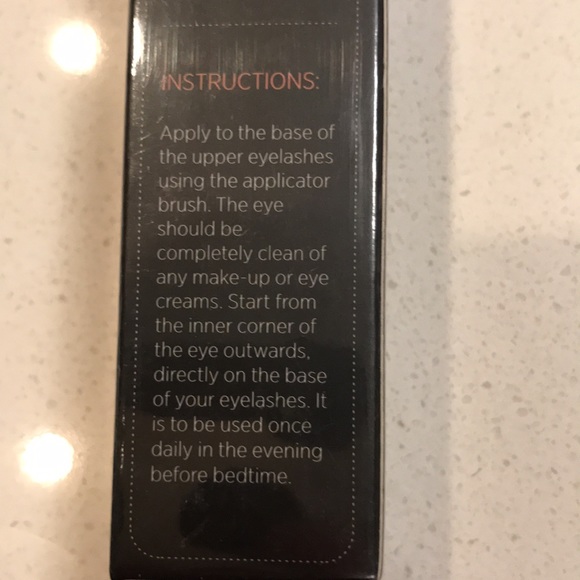 INSTRUCTIONS:
Apply to the base of
the upper eyelashes
using the applicator
brush. The eye
should be
completely clean of
any make-up or eye
creams. Start from
the inner corner of
the eye outwards,
directly on the base
of your eyelashes. It
is to be used once
daily in the evening
before bedtime.